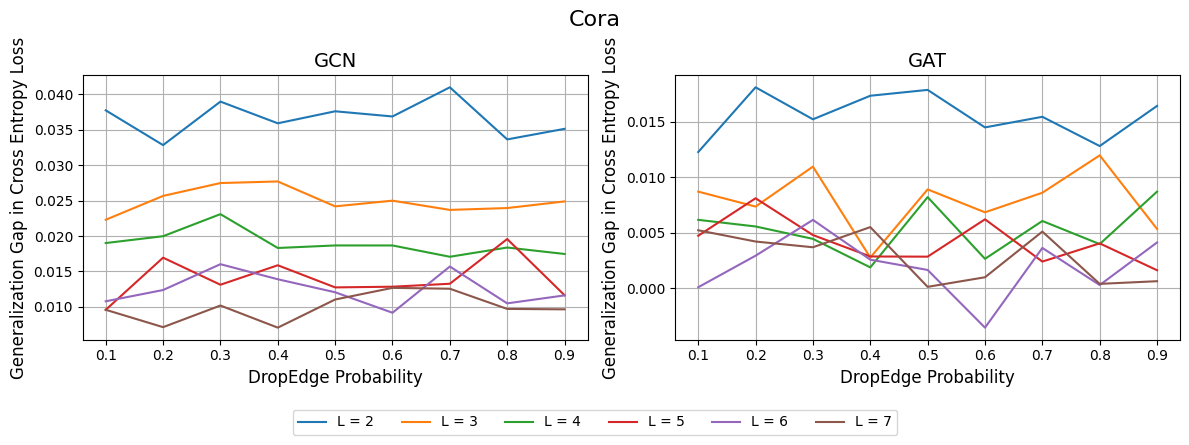 Cora
GCN
Generalization Gap in Cross Entropy Loss
0.040
0.035
0.030
0.025
0.020
0.015
0.010
0.1 0.2 0.3 0.4 0.5 0.6 0.7 0.8 0.9
DropEdge Probability
GAT
Generalization Gap in Cross Entropy Loss
0.015
0.010
0.005
0.000
0.1 0.2 0.3 0.4 0.5 0.6 0.7 0.8 0.9
DropEdge Probability
L = 2 L = 3 L = 4 L = 5 L = 6 L = 7